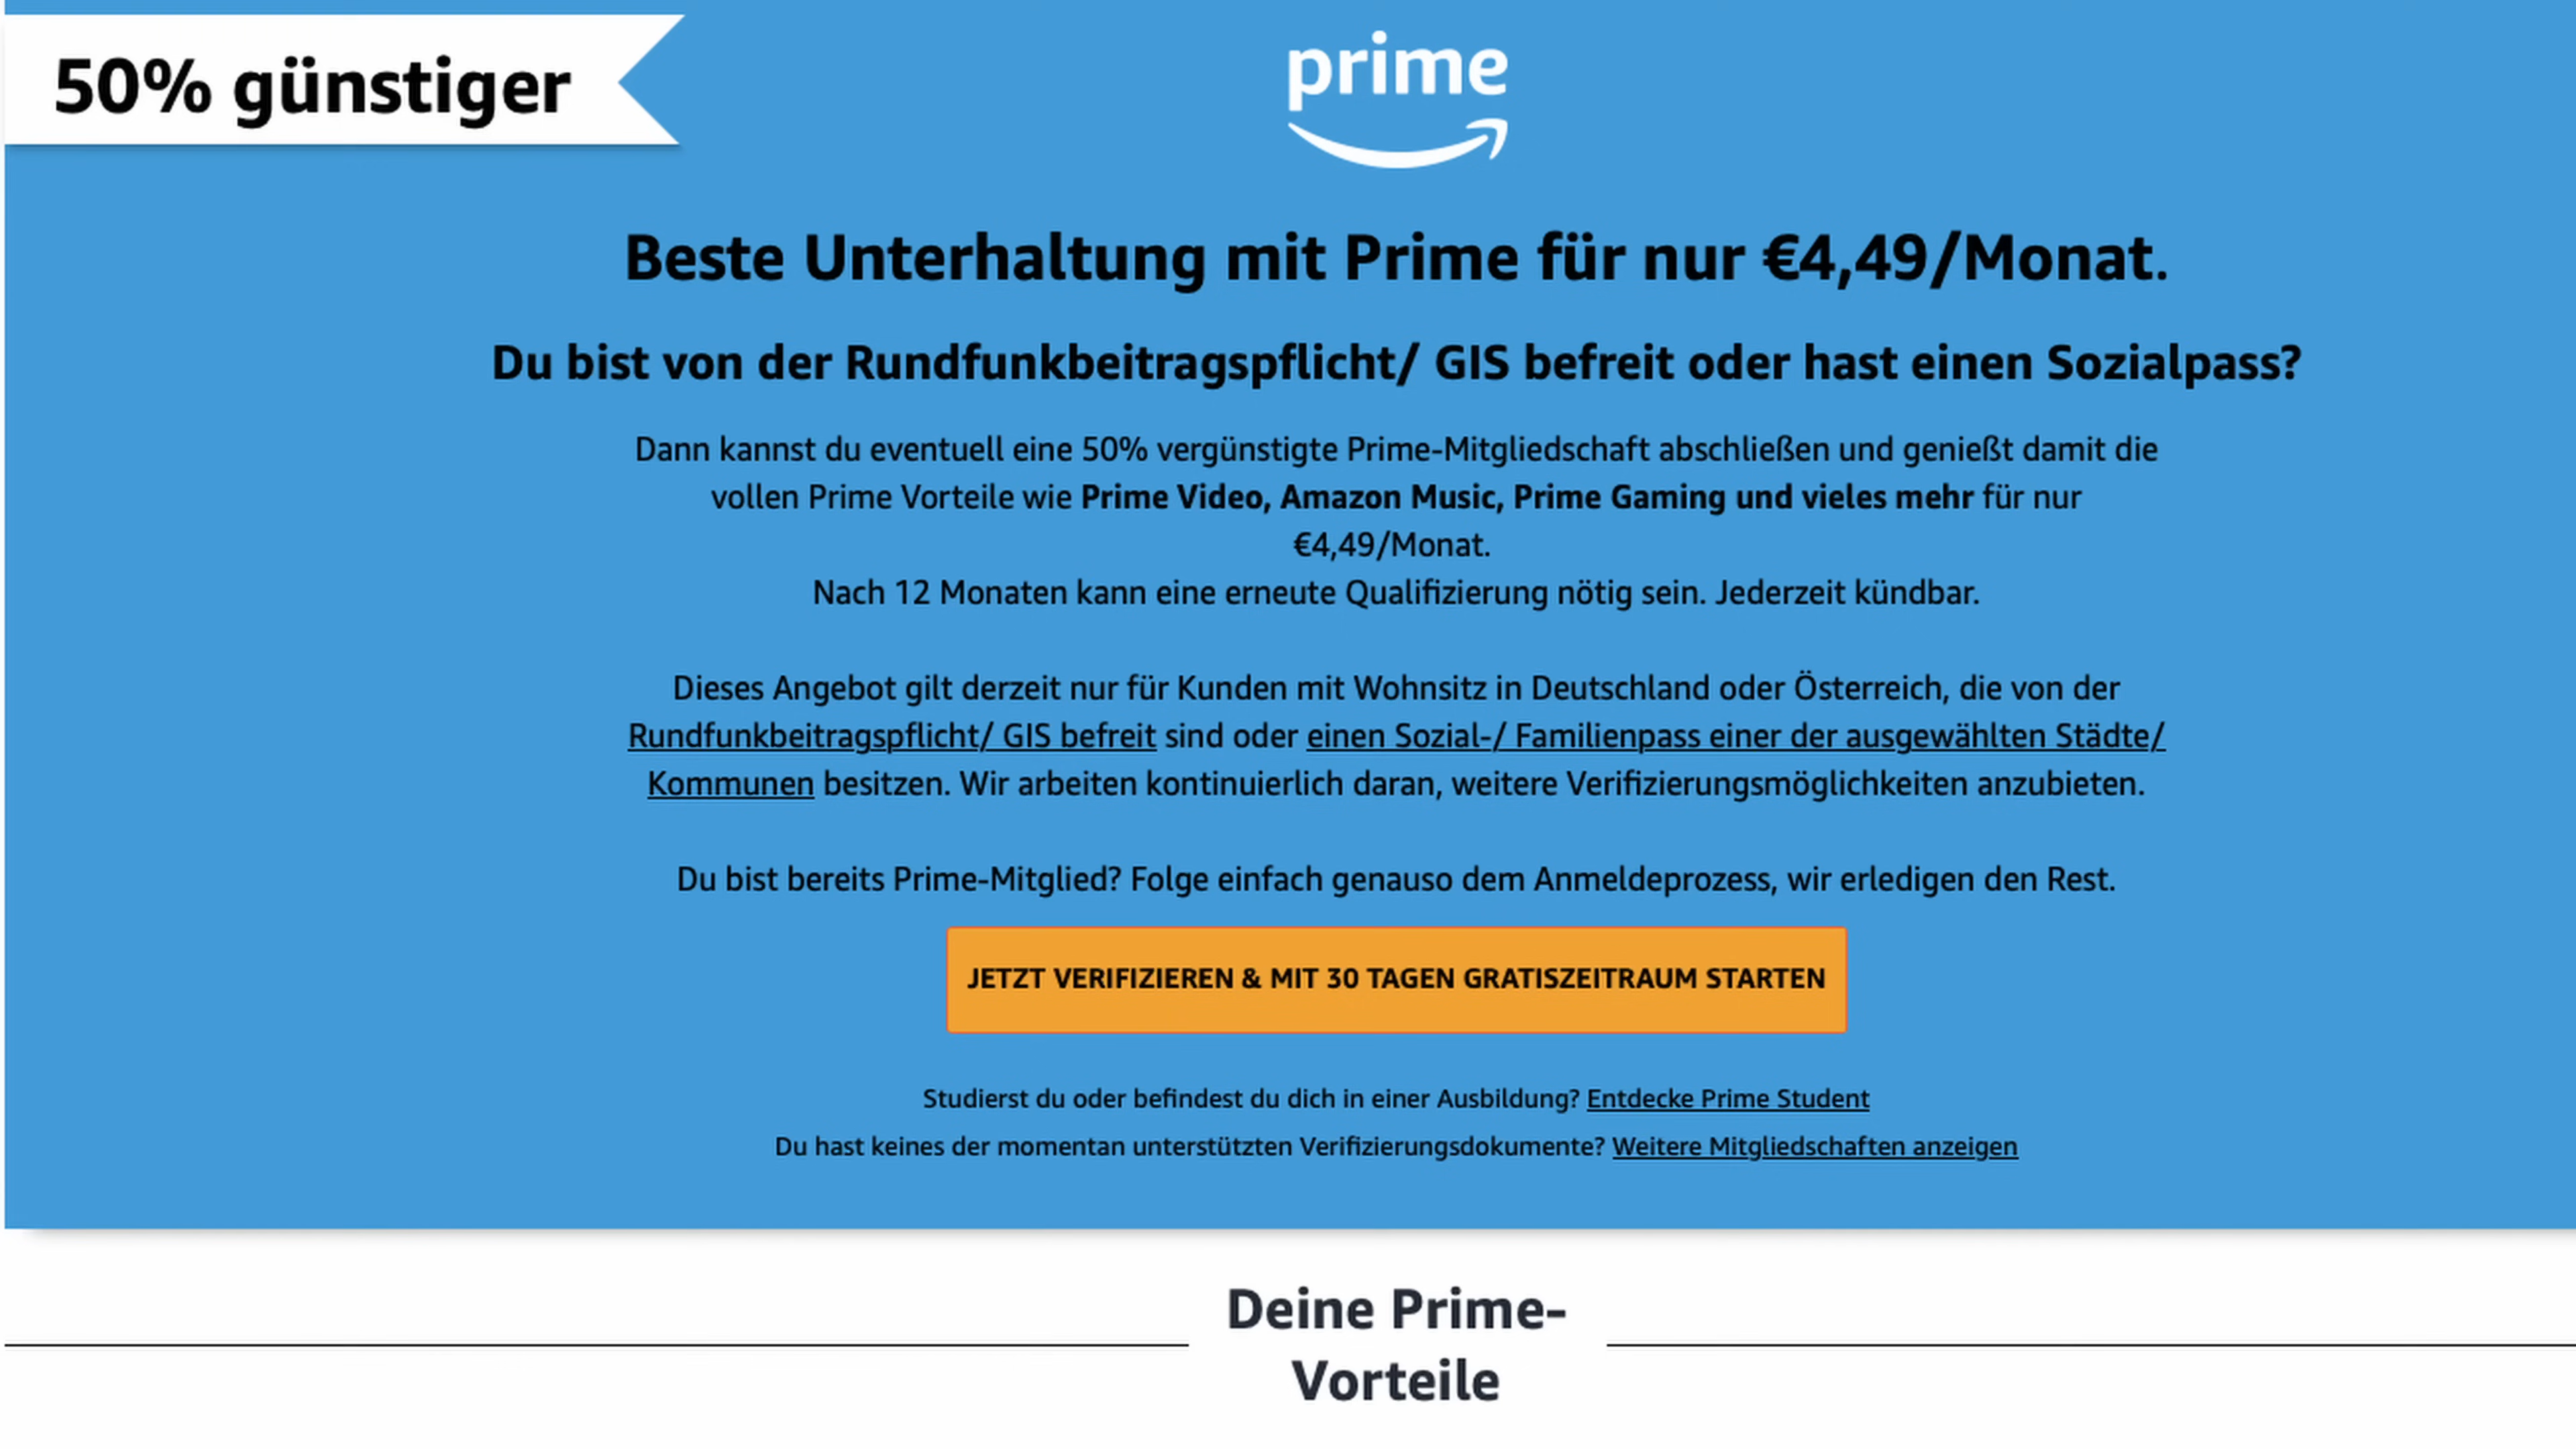 50% günstiger
prime
Beste Unterhaltung mit Prime für nur €4,49/Monat.
Du bist von der Rundfunkbeitragspflicht/ GIS befreit oder hast einen Sozialpass?
Dann kannst du eventuell eine 50% vergünstigte Prime-Mitgliedschaft abschließen und genießt damit die
vollen Prime Vorteile wie Prime Video, Amazon Music, Prime Gaming und vieles mehr für nur
€4,49/Monat.
Nach 12 Monaten kann eine erneute Qualifizierung nötig sein. Jederzeit kündbar.
Dieses Angebot gilt derzeit nur für Kunden mit Wohnsitz in Deutschland oder Österreich, die von der
Rundfunkbeitragspflicht/ GIS befreit sind oder einen Sozial-/ Familienpass einer der ausgewählten Städte/
Kommunen besitzen. Wir arbeiten kontinuierlich daran, weitere Verifizierungsmöglichkeiten anzubieten.
Du bist bereits Prime-Mitglied? Folge einfach genauso dem Anmeldeprozess, wir erledigen den Rest.
JETZT VERIFIZIEREN & MIT 30 TAGEN GRATISZEITRAUM STARTEN
Studierst du oder befindest du dich in einer Ausbildung? Entdecke Prime Student
Du hast keines der momentan unterstützten Verifizierungsdokumente? Weitere Mitgliedschaften anzeigen
Deine Prime-
Vorteile